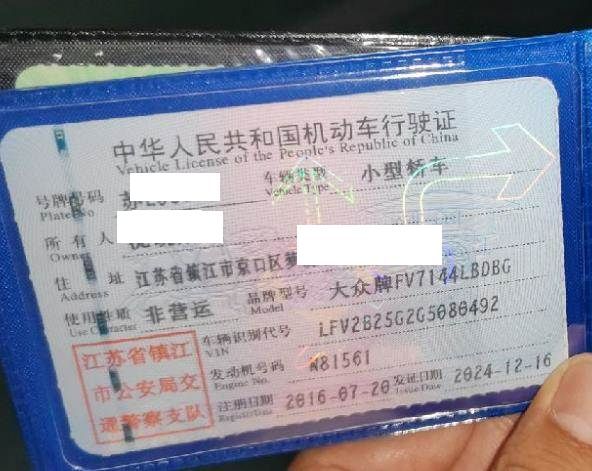 中华人民共和国机动车行驶证
Vehicle License of the People's Republic of China
号牌号码 苏L 车辆类型 小型轿车
Plate No Vehicle Type
所有人
Owner
住址 江苏省镇江市京口区
Address
使用性质 非营运 品牌型号 大众牌FV7144LBDBG
Use Character Model
江苏省镇江市公安局交通警察支队
车辆识别代号 LFV2B25G2G5080492
VIN
发动机号码 W81561
Engine No.
注册日期 2016-07-20 发证日期 2024-12-16
Register Date Issue Date